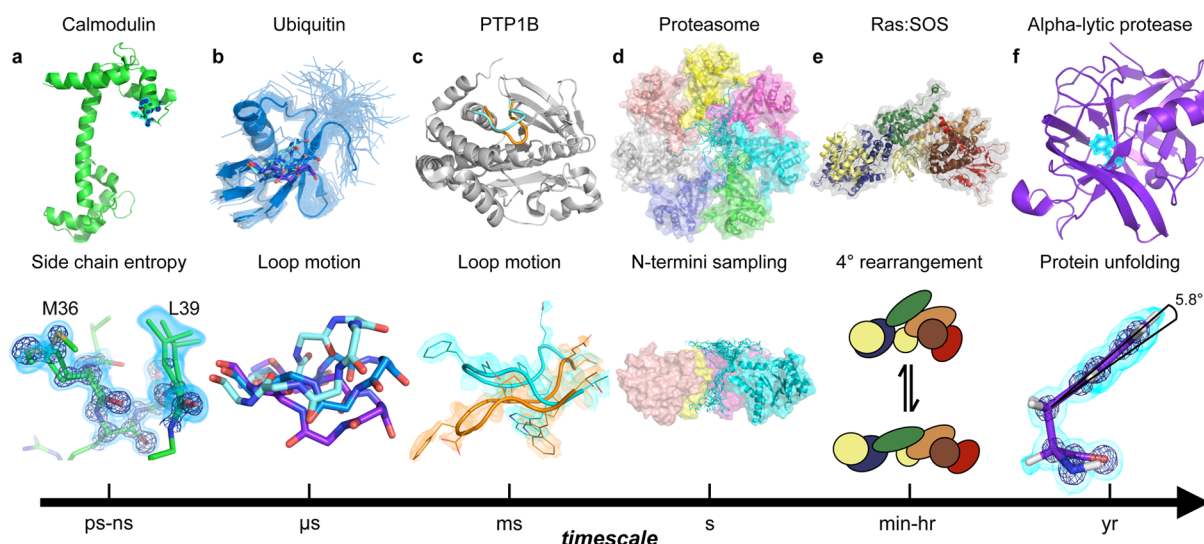 Calmodulin
Ubiquitin
PTP1B
Proteasome
Ras:SOS
Alpha-lytic protease
a
b
c
d
e
f
Side chain entropy
Loop motion
Loop motion
N-termini sampling
4° rearrangement
Protein unfolding
M36
L39
5.8°
ps-ns
µs
ms
s
min-hr
yr
timescale